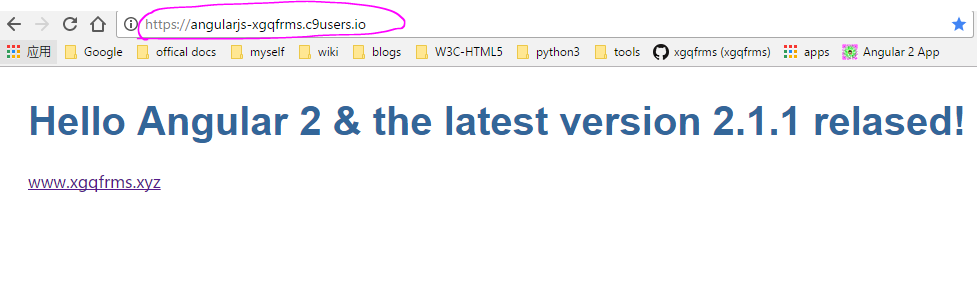 https://angularjs-xgqfrms.c9users.io
应用 Google offical docs myself wiki blogs W3C-HTML5 python3 tools xgqfrms (xgqfrms) apps Angular 2 App
Hello Angular 2 & the latest version 2.1.1 relased!
www.xgqfrms.xyz